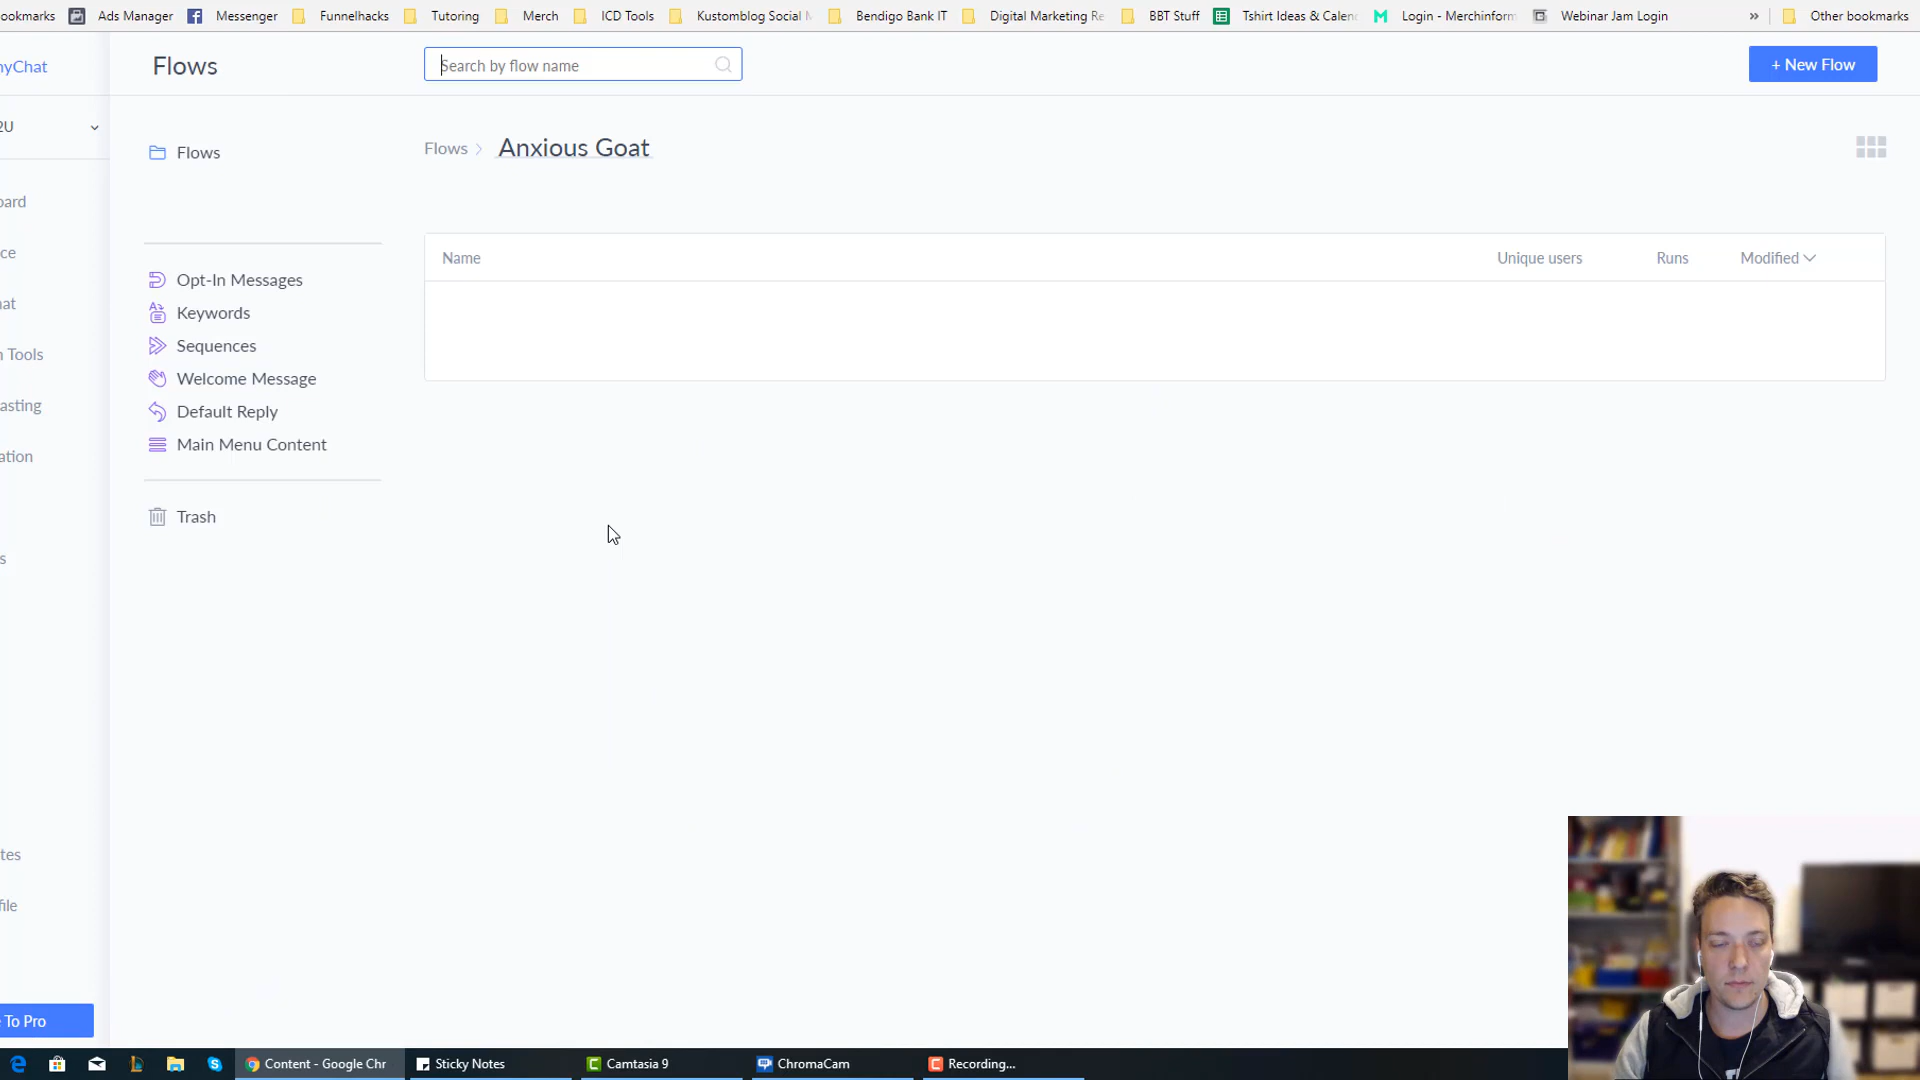 ookmarks Ads Manager Messenger Funnelhacks Tutoring Merch ICD Tools Kustomblog Social M Bendigo Bank IT Digital Marketing Re BBT Stuff Tshirt Ideas & Calen Login - Merchinform Webinar Jam Login » Other bookmarks
nyChat Flows Search by flow name + New Flow
2U
Flows
Flows > Anxious Goat
oard
ce
Name Unique users Runs Modified
Opt-In Messages
hat Keywords
Sequences
n Tools
Welcome Message
asting Default Reply
Main Menu Content
ation
Trash
s
tes
file
e To Pro
Content - Google Chr Sticky Notes Camtasia 9 ChromaCam Recording...